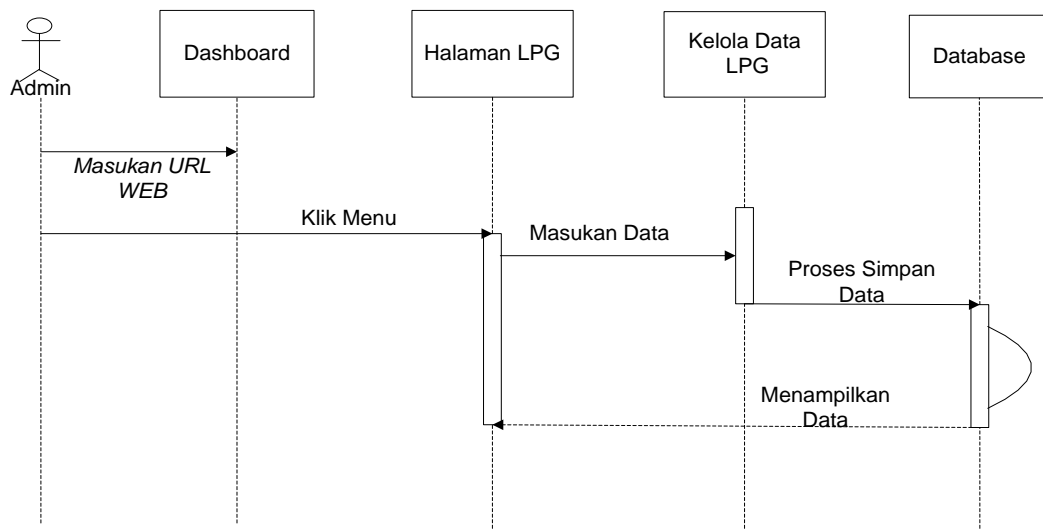 Admin
Dashboard
Halaman LPG
Kelola Data
LPG
Database
Masukan URL
WEB
Klik Menu
Masukan Data
Proses Simpan
Data
Menampilkan
Data